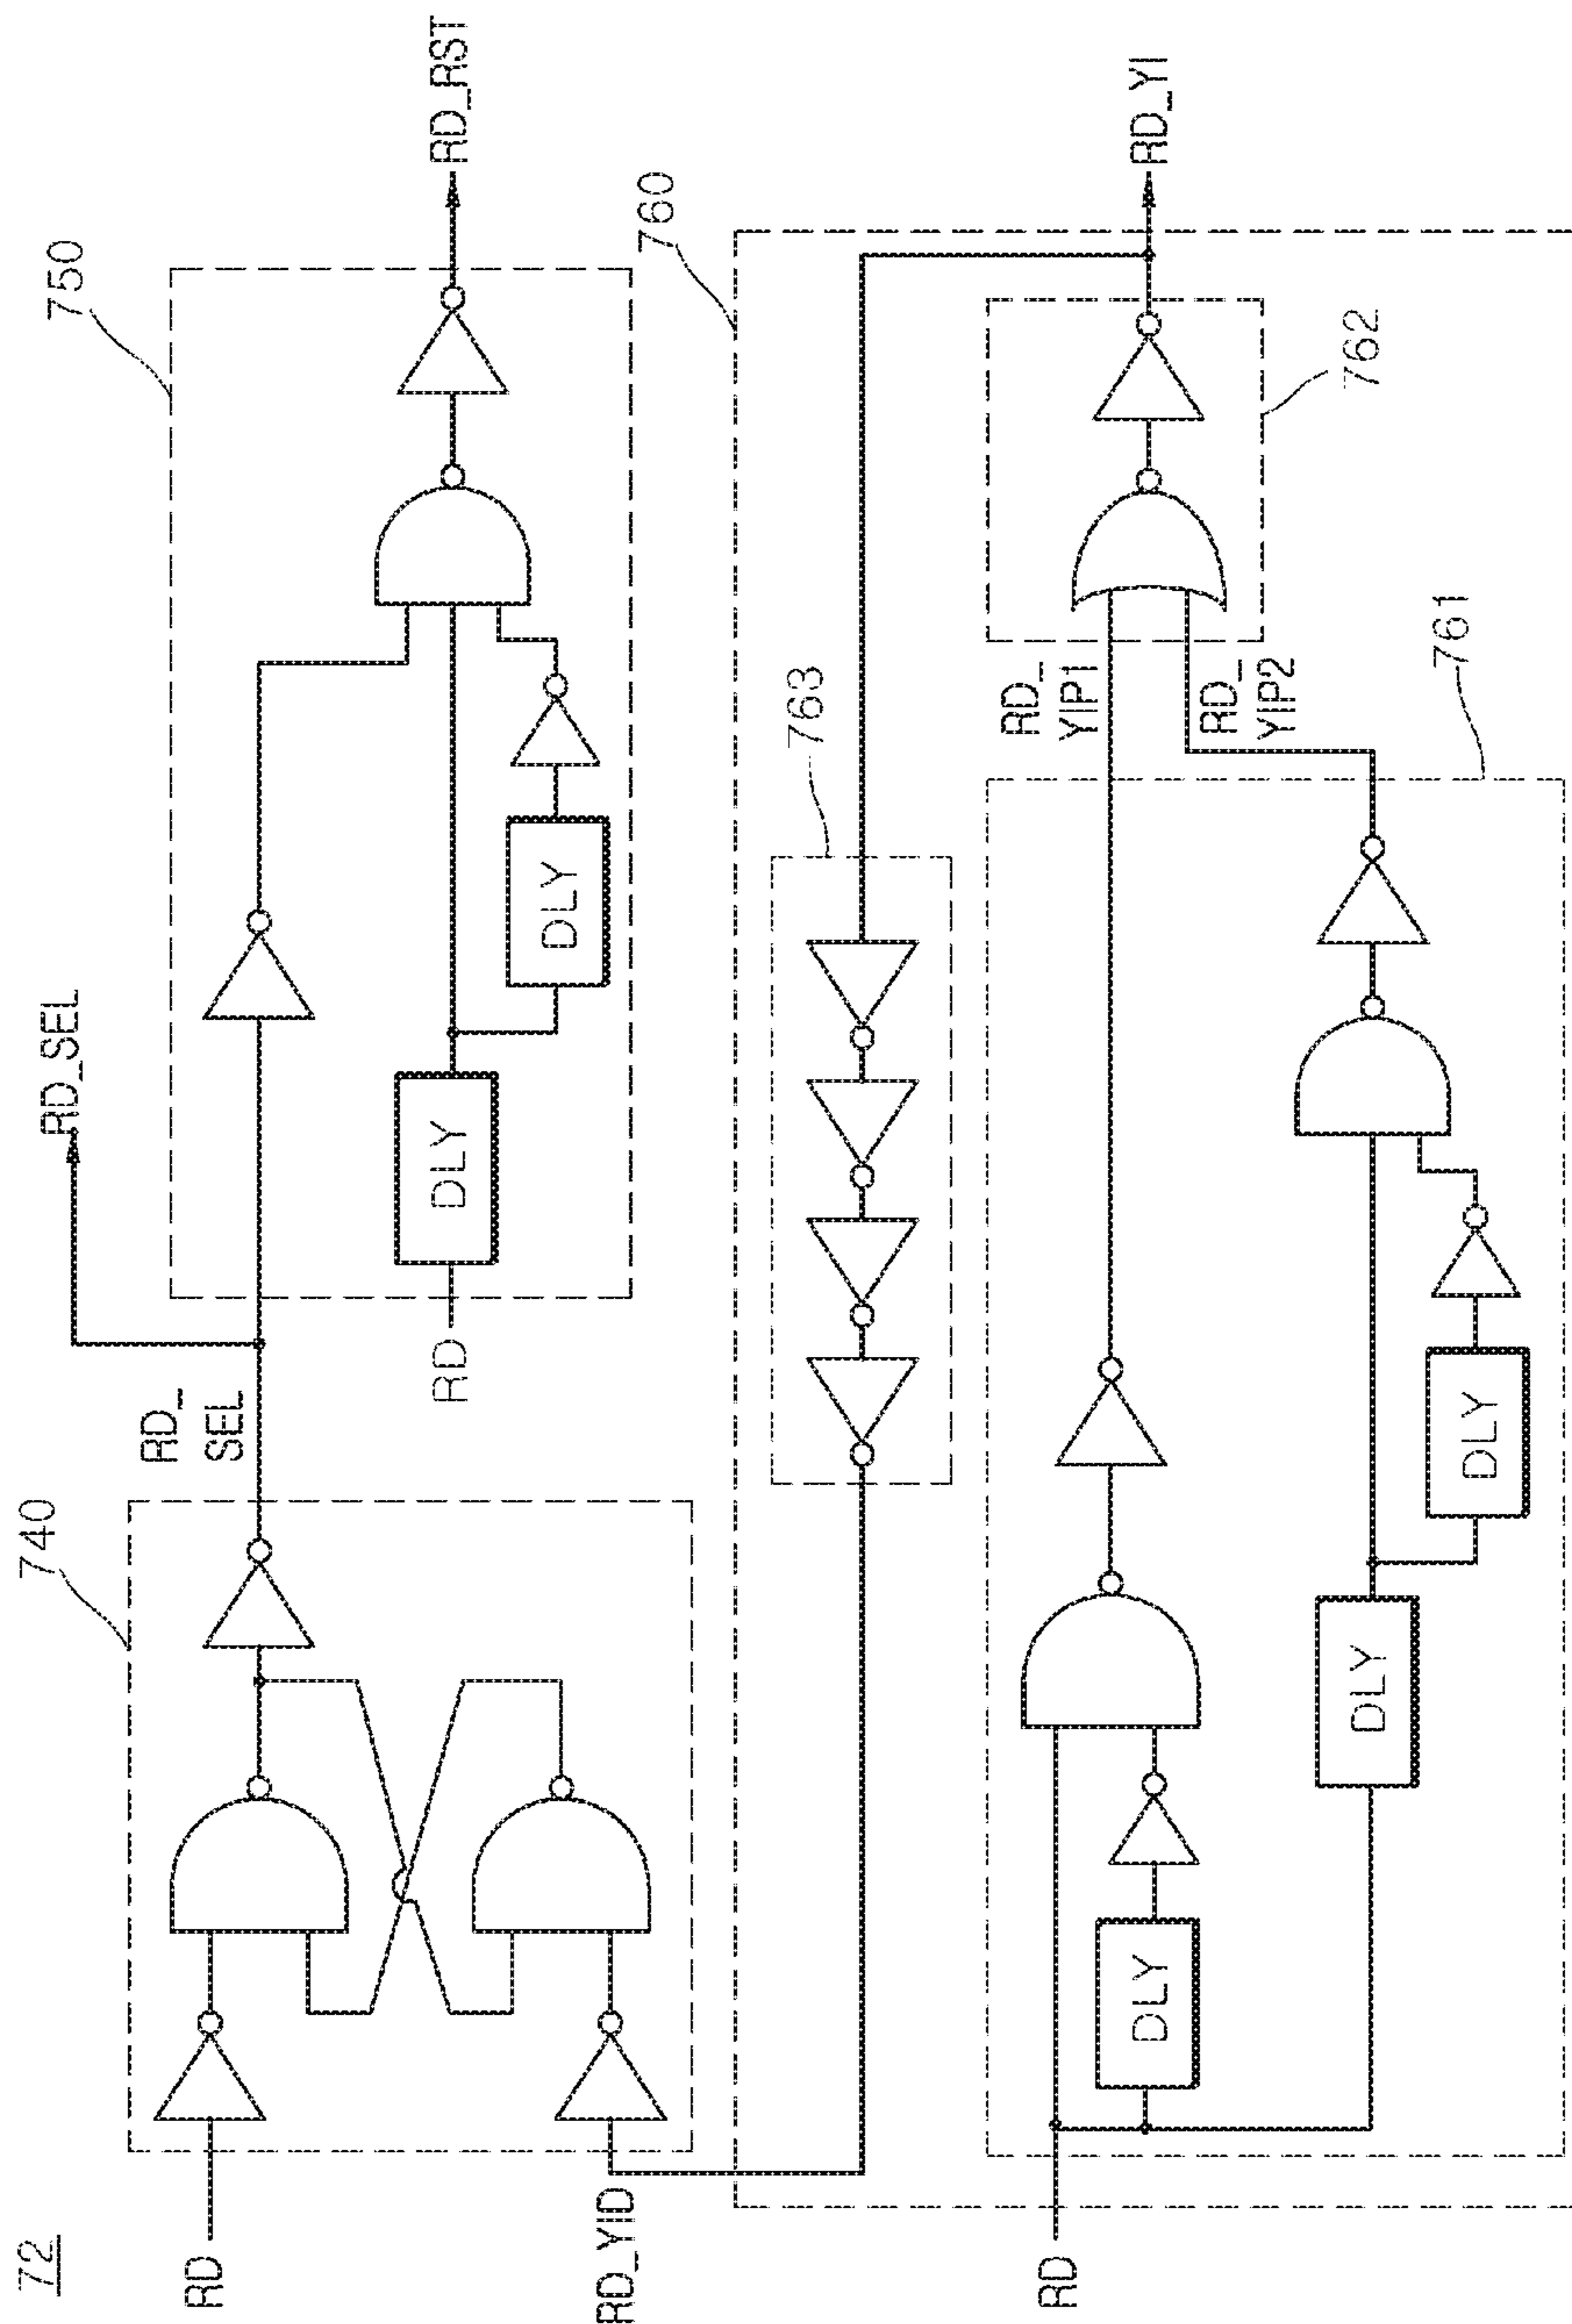 72
RD
RD_YID
740
RD_
SEL
RD_SEL
750
RD
DLY
DLY
RD_RST
760
763
RD
761
DLY
DLY
DLY
RD_
YIP1
RD_
YIP2
762
RD_YI